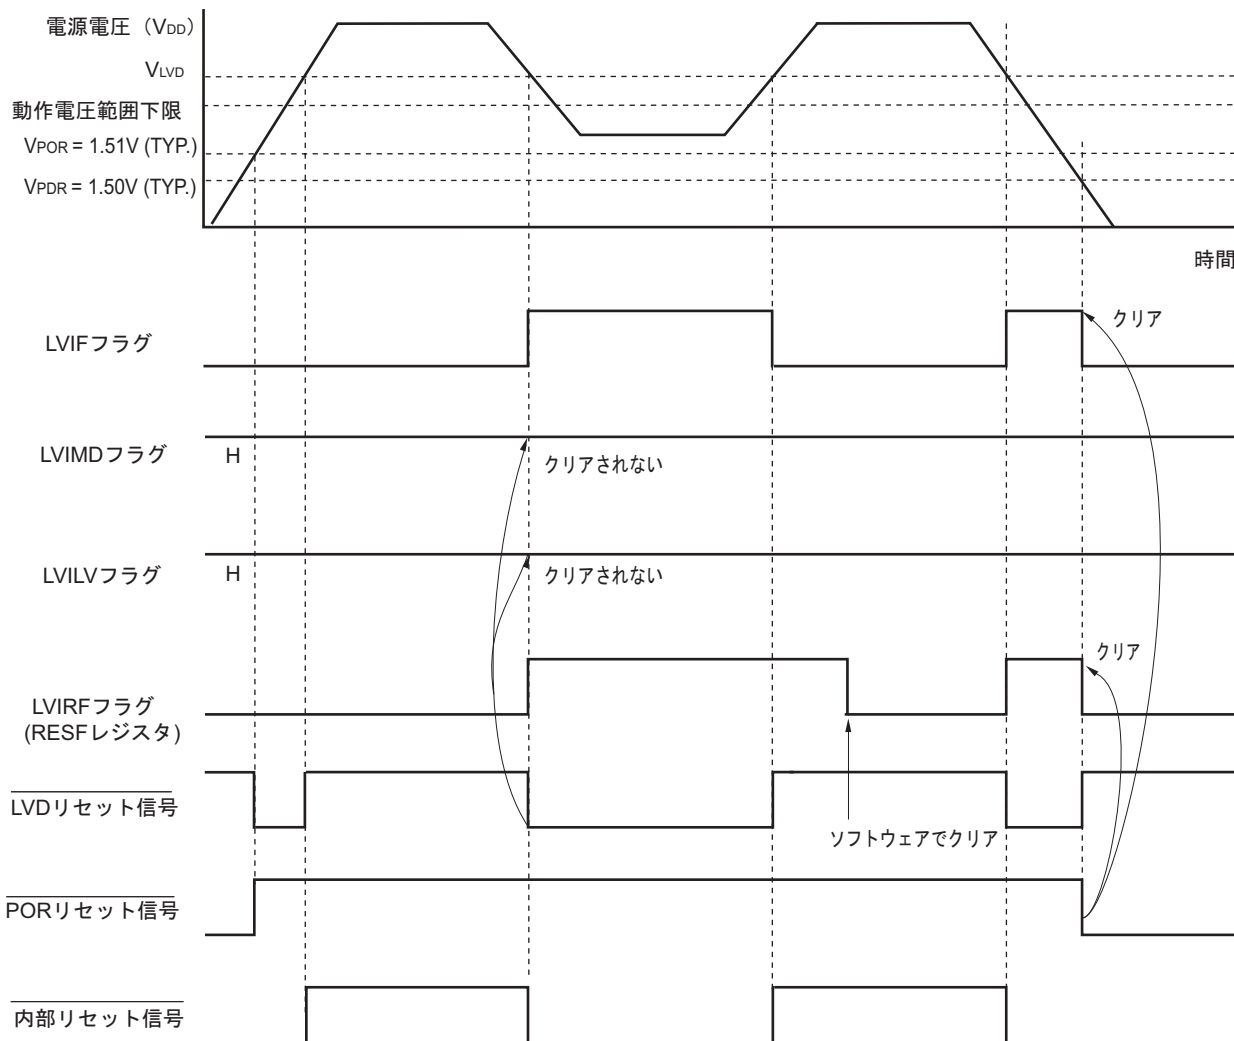 電源電圧（VDD）
VLVD
動作電圧範囲下限
VPOR = 1.51V (TYP.)
VPDR = 1.50V (TYP.)
時間
LVIFフラグ
クリア
LVIMDフラグ
H
クリアされない
LVILVフラグ
H
クリアされない
クリア
LVIRFフラグ
(RESFレジスタ)
LVDリセット信号
ソフトウェアでクリア
PORリセット信号
内部リセット信号